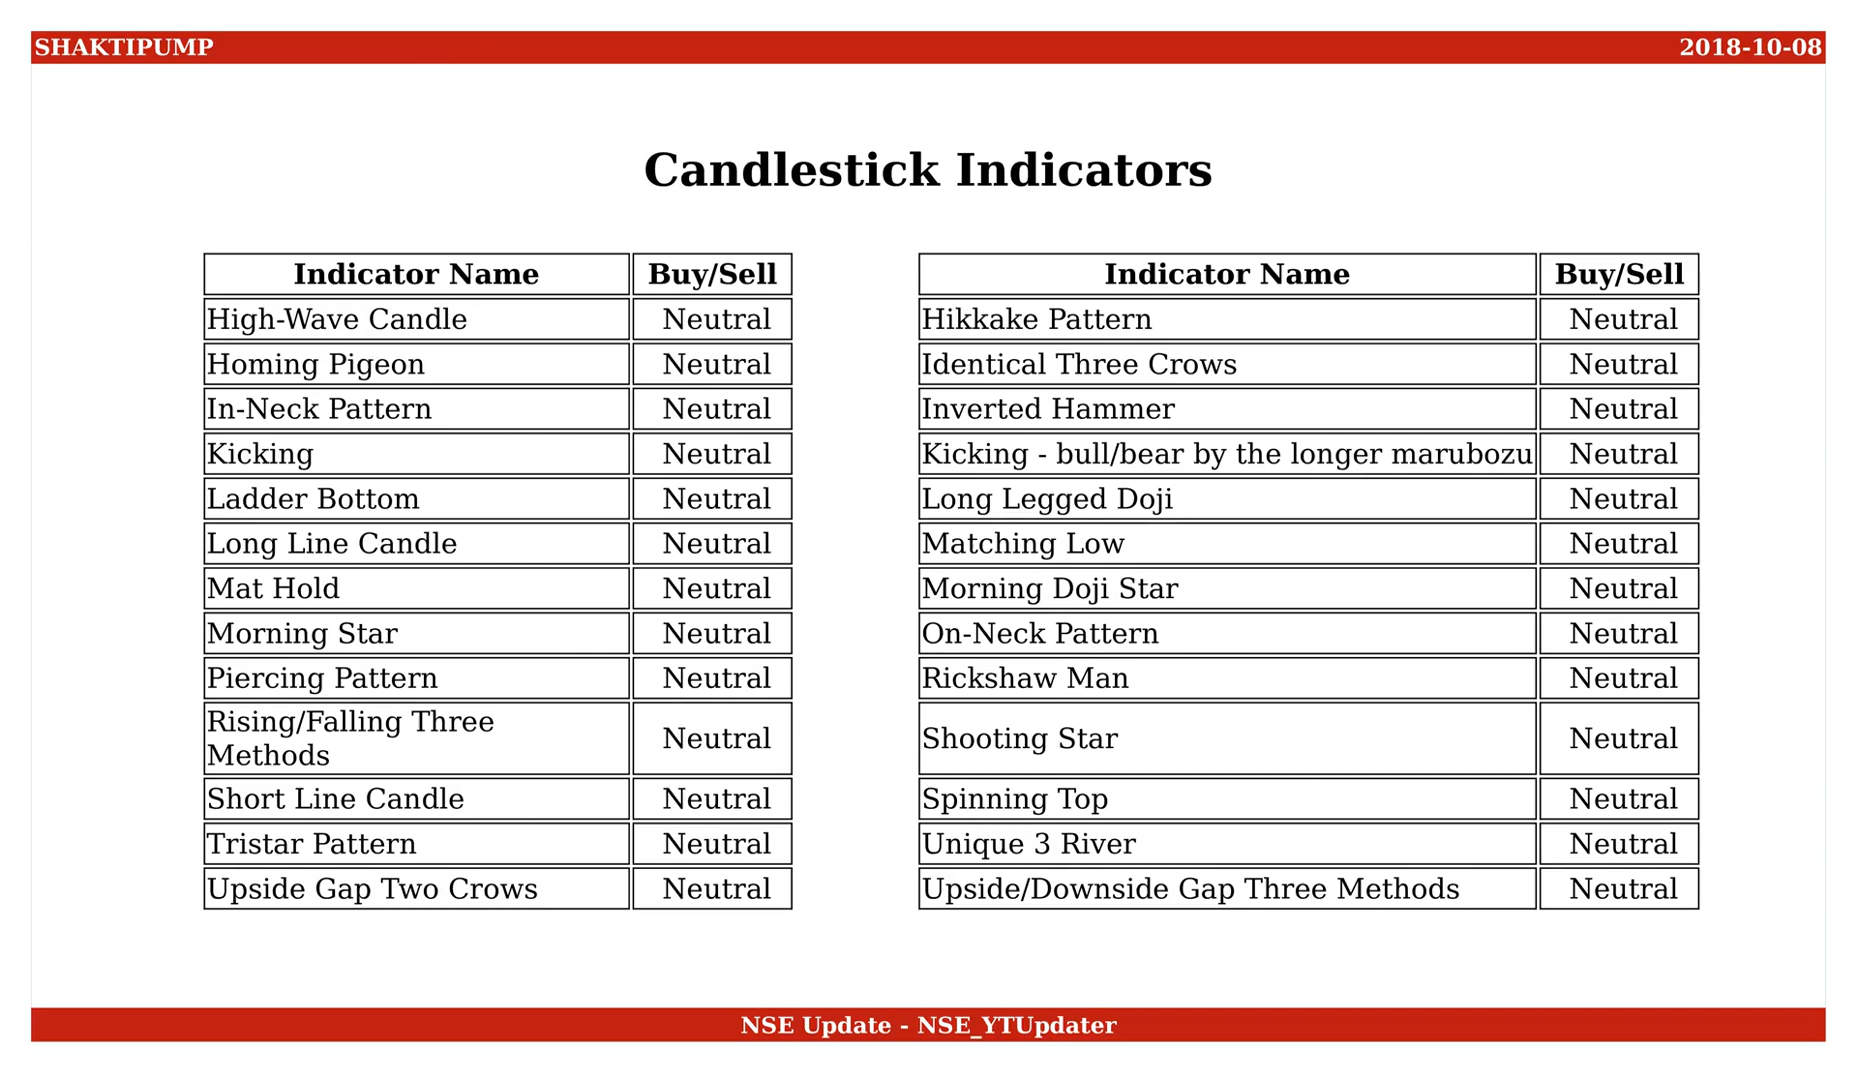 SHAKTIPUMP 2018-10-08
Candlestick Indicators
Indicator Name Buy/Sell
High-Wave Candle Neutral
Homing Pigeon Neutral
In-Neck Pattern Neutral
Kicking Neutral
Ladder Bottom Neutral
Long Line Candle Neutral
Mat Hold Neutral
Morning Star Neutral
Piercing Pattern Neutral
Rising/Falling Three
Methods Neutral
Short Line Candle Neutral
Tristar Pattern Neutral
Upside Gap Two Crows Neutral
Indicator Name Buy/Sell
Hikkake Pattern Neutral
Identical Three Crows Neutral
Inverted Hammer Neutral
Kicking - bull/bear by the longer marubozu Neutral
Long Legged Doji Neutral
Matching Low Neutral
Morning Doji Star Neutral
On-Neck Pattern Neutral
Rickshaw Man Neutral
Shooting Star Neutral
Spinning Top Neutral
Unique 3 River Neutral
Upside/Downside Gap Three Methods Neutral
NSE Update - NSE_YTUpdater